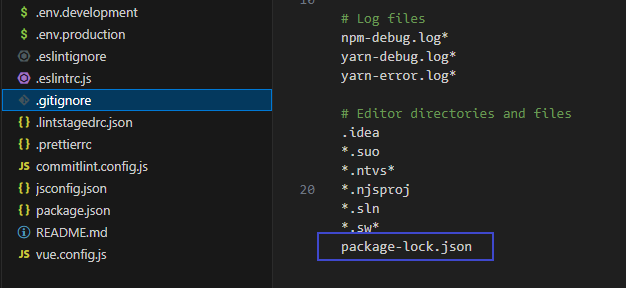 .env.development
.env.production
.eslintignore
.eslintrc.js
.gitignore
{} .lintstagedrc.json
{} .prettierrc
JS commitlint.config.js
{} jsconfig.json
{} package.json
README.md
JS vue.config.js
# Log files
npm-debug.log*
yarn-debug.log*
yarn-error.log*
# Editor directories and files
.idea
*.suo
*.ntvs*
20 *.njsproj
*.sln
*.sw*
package-lock.json